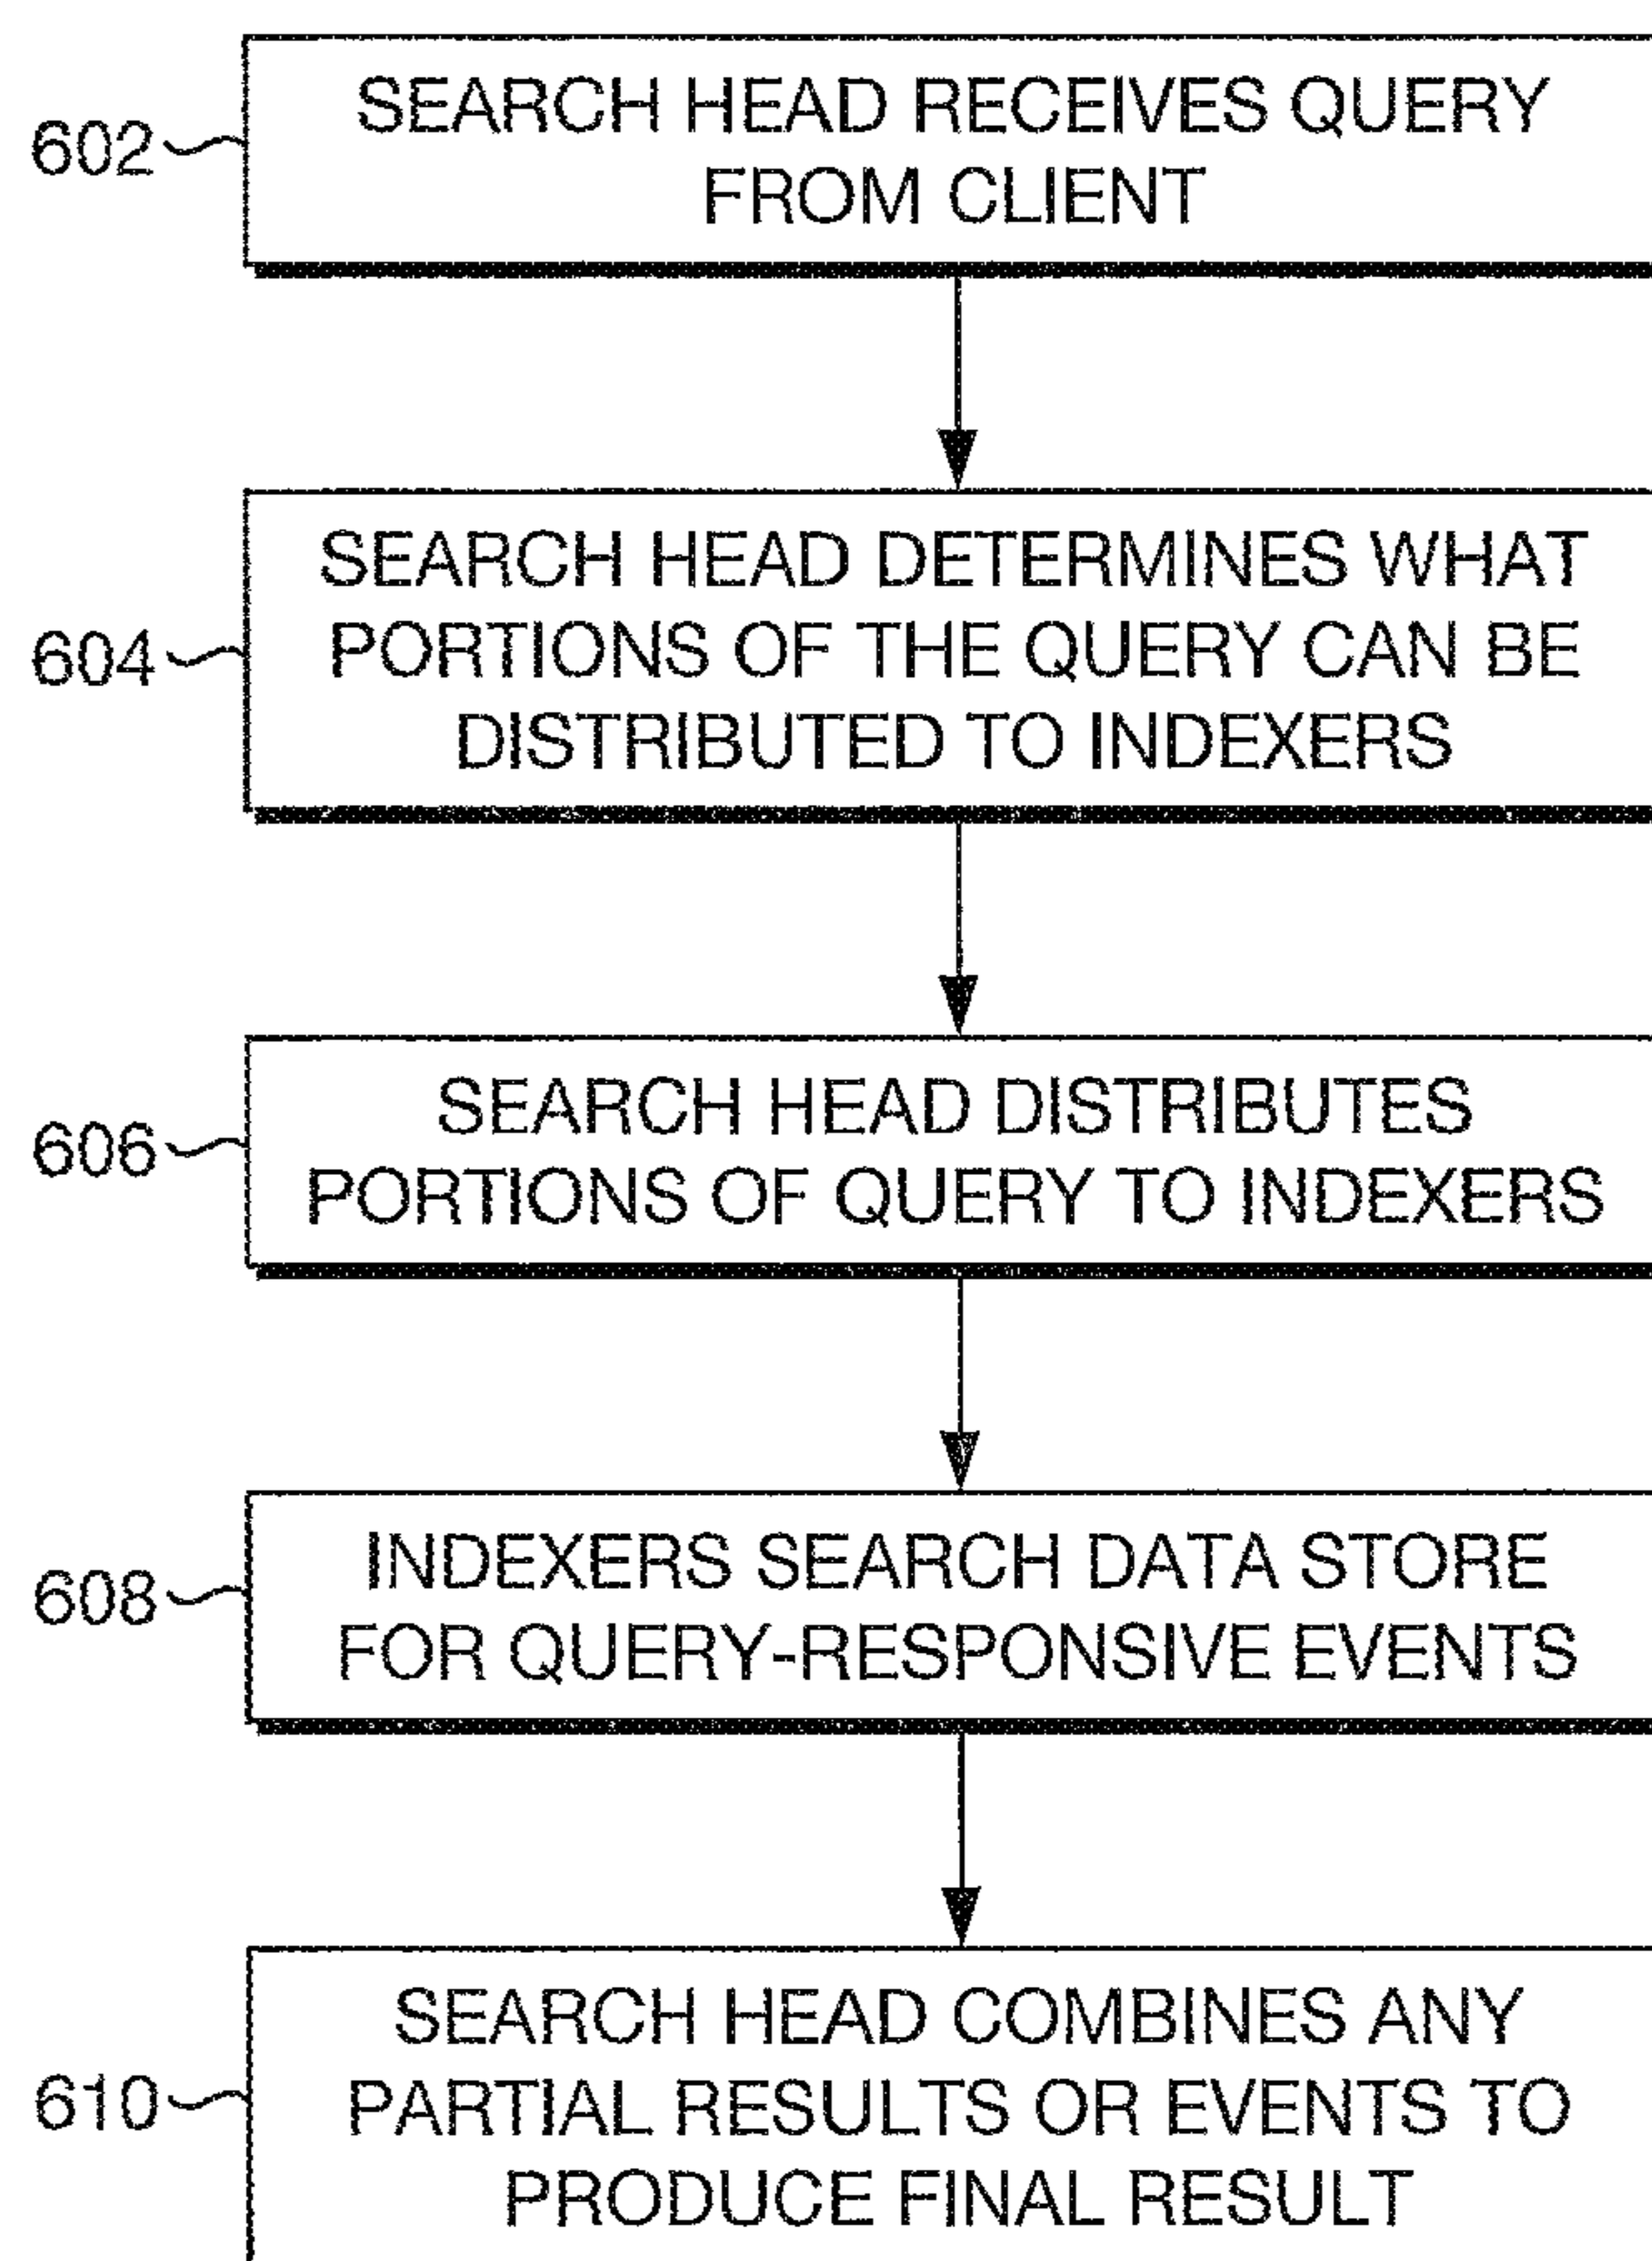 SEARCH HEAD RECEIVES QUERY
602
FROM CLIENT
SEARCH HEAD DETERMINES WHAT
604
PORTIONS OF THE QUERY CAN BE
DISTRIBUTED TO INDEXERS
SEARCH HEAD DISTRIBUTES
606
PORTIONS OF QUERY TO INDEXERS
INDEXERS SEARCH DATA STORE
608
FOR QUERY-RESPONSIVE EVENTS
SEARCH HEAD COMBINES ANY
610
PARTIAL RESULTS OR EVENTS TO
PRODUCE FINAL RESULT